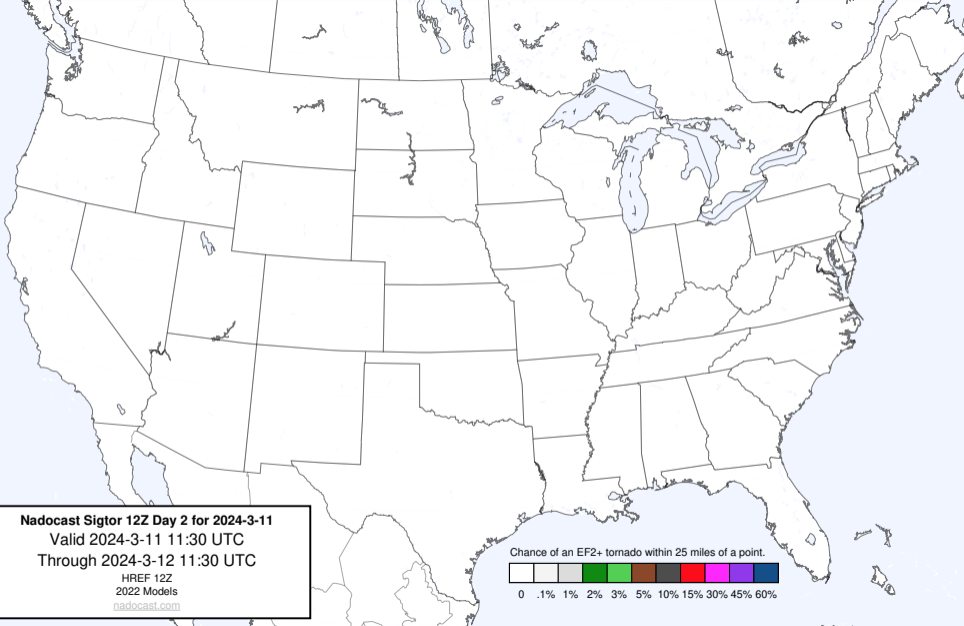 Nadocast Sigtor 12Z Day 2 for 2024-3-11
Valid 2024-3-11 11:30 UTC
Through 2024-3-12 11:30 UTC
HREF 12Z
2022 Models
nadocast.com
Chance of an EF2+ tornado within 25 miles of a point.
0 .1% 1% 2% 3% 5% 10% 15% 30% 45% 60%